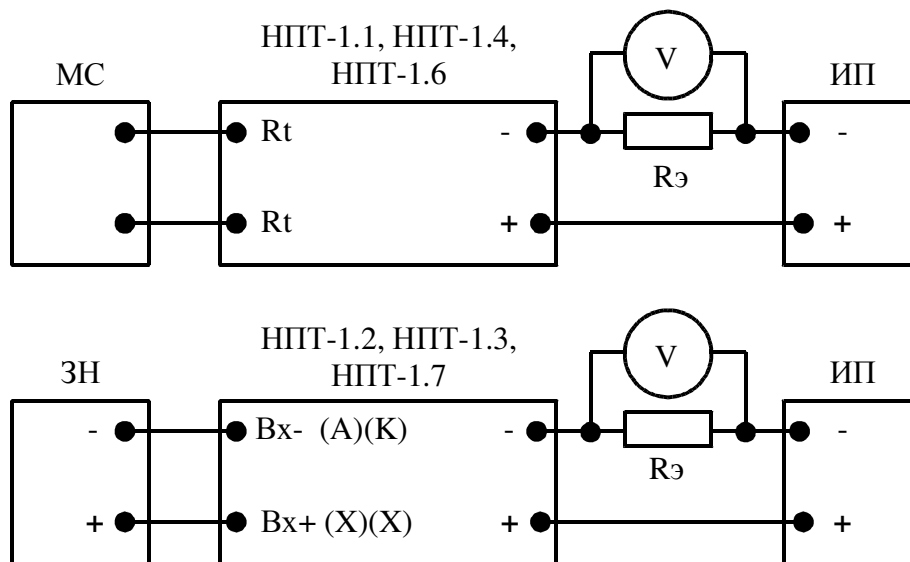 НПТ-1.1, НПТ-1.4,
НПТ-1.6
МС
V
ИП
Rt
-
-
Rэ
Rt
+
+
НПТ-1.2, НПТ-1.3,
НПТ-1.7
ЗН
V
ИП
-
Вх- (А)(К)
-
-
Rэ
+
Вх+ (Х)(Х)
+
+